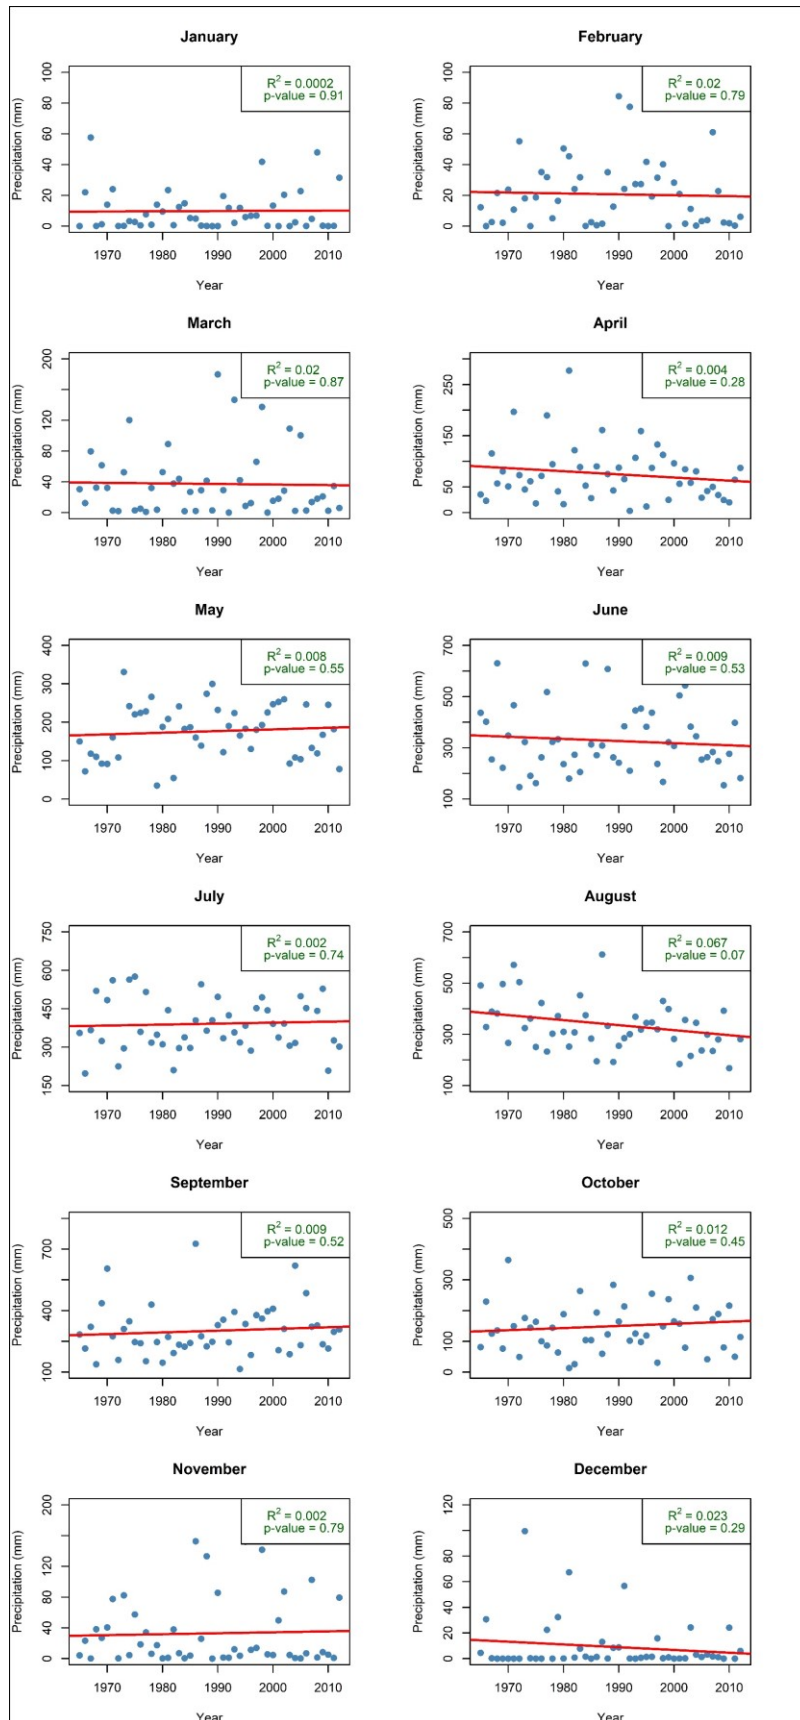 January
R² = 0.0002
p-value = 0.91
Precipitation (mm)
0 20 40 60 80 100
1970 1980 1990 2000 2010
Year
February
R² = 0.02
p-value = 0.79
Precipitation (mm)
0 20 40 60 80 100
1970 1980 1990 2000 2010
Year
March
R² = 0.02
p-value = 0.87
Precipitation (mm)
0 40 80 120 200
1970 1980 1990 2000 2010
Year
April
R² = 0.004
p-value = 0.28
Precipitation (mm)
0 50 150 250
1970 1980 1990 2000 2010
Year
May
R² = 0.008
p-value = 0.55
Precipitation (mm)
0 100 200 300 400
1970 1980 1990 2000 2010
Year
June
R² = 0.009
p-value = 0.53
Precipitation (mm)
100 300 500 700
1970 1980 1990 2000 2010
Year
July
R² = 0.002
p-value = 0.74
Precipitation (mm)
150 300 450 600 750
1970 1980 1990 2000 2010
Year
August
R² = 0.067
p-value = 0.07
Precipitation (mm)
100 300 500 700
1970 1980 1990 2000 2010
Year
September
R² = 0.009
p-value = 0.52
Precipitation (mm)
100 400 700
1970 1980 1990 2000 2010
Year
October
R² = 0.012
p-value = 0.45
Precipitation (mm)
0 100 300 500
1970 1980 1990 2000 2010
Year
November
R² = 0.002
p-value = 0.79
Precipitation (mm)
0 40 80 120 200
1970 1980 1990 2000 2010
Year
December
R² = 0.023
p-value = 0.29
Precipitation (mm)
0 20 40 60 80 120
1970 1980 1990 2000 2010
Year